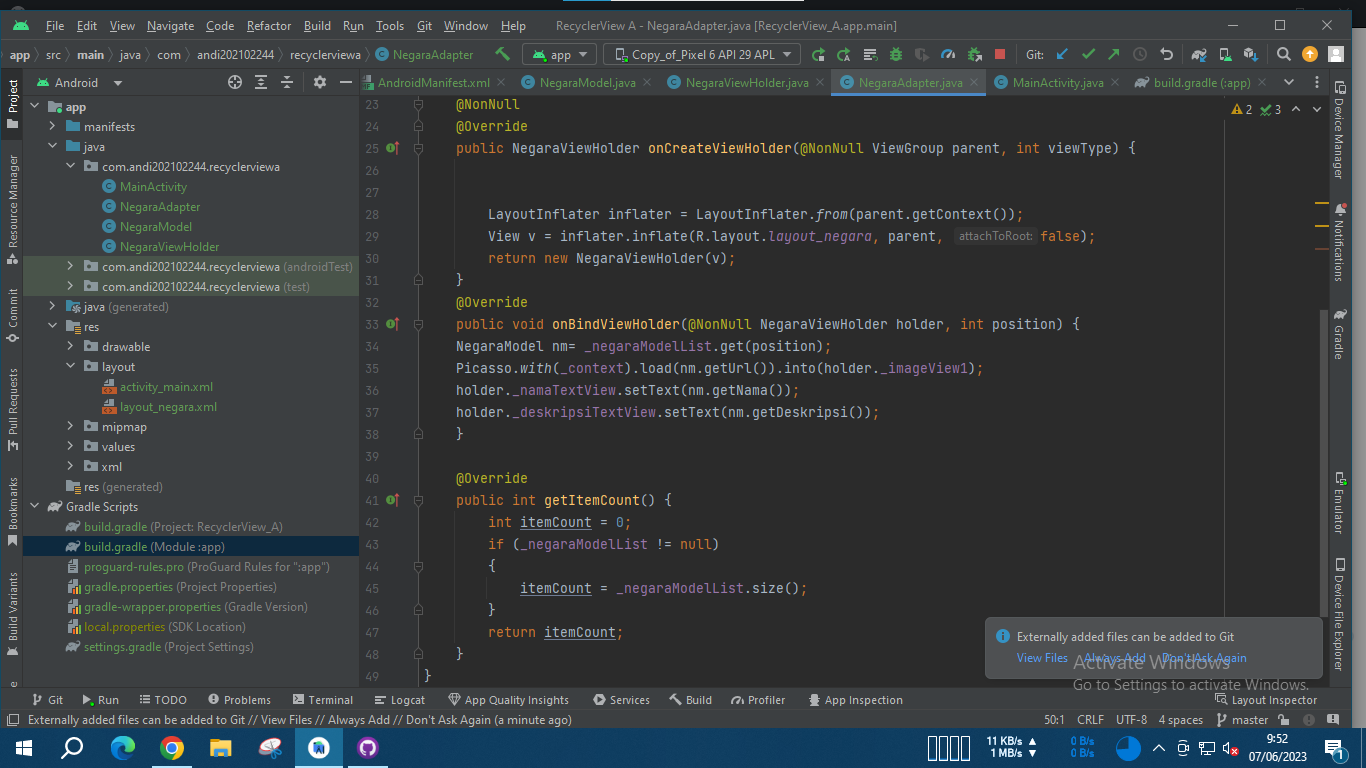 File Edit View Navigate Code Refactor Build Run Tools Git Window Help RecyclerView A - NegaraAdapter.java [RecyclerView_A.app.main]
app src main java com andi202102244 recyclerviewa NegaraAdapter app Copy_of_Pixel 6 API 29 APL Git:
Android AndroidManifest.xml NegaraModel.java NegaraViewHolder.java NegaraAdapter.java MainActivity.java build.gradle (:app)
Project
Resource Manager
Commit
Pull Requests
Bookmarks
Build Variants
app
manifests
java
com.andi202102244.recyclerviewa
MainActivity
NegaraAdapter
NegaraModel
NegaraViewHolder
com.andi202102244.recyclerviewa (androidTest)
com.andi202102244.recyclerviewa (test)
java (generated)
res
drawable
layout
activity_main.xml
layout_negara.xml
mipmap
values
xml
res (generated)
Gradle Scripts
build.gradle (Project: RecyclerView_A)
build.gradle (Module :app)
proguard-rules.pro (ProGuard Rules for ":app")
gradle.properties (Project Properties)
gradle-wrapper.properties (Gradle Version)
local.properties (SDK Location)
settings.gradle (Project Settings)
2 3
23 @NonNull
24 @Override
25 public NegaraViewHolder onCreateViewHolder(@NonNull ViewGroup parent, int viewType) {
26
27
28 LayoutInflater inflater = LayoutInflater.from(parent.getContext());
29 View v = inflater.inflate(R.layout.layout_negara, parent, attachToRoot: false);
30 return new NegaraViewHolder(v);
31 }
32 @Override
33 public void onBindViewHolder(@NonNull NegaraViewHolder holder, int position) {
34 NegaraModel nm= _negaraModelList.get(position);
35 Picasso.with(_context).load(nm.getUrl()).into(holder._imageView1);
36 holder._namaTextView.setText(nm.getNama());
37 holder._deskripsiTextView.setText(nm.getDeskripsi());
38 }
39
40 @Override
41 public int getItemCount() {
42 int itemCount = 0;
43 if (_negaraModelList != null)
44 {
45 itemCount = _negaraModelList.size();
46 }
47 return itemCount;
48 }
49 }
Device Manager
Notifications
Gradle
Emulator
Device File Explorer
Externally added files can be added to Git
View Files Always Add Don't Ask Again
Activate Windows
Go to Settings to activate Windows.
Git Run TODO Problems Terminal Logcat App Quality Insights Services Build Profiler App Inspection Layout Inspector
Externally added files can be added to Git // View Files // Always Add // Don't Ask Again (a minute ago) 50:1 CRLF UTF-8 4 spaces master
11 KB/s 0 B/s 9:52
1 MB/s 0 B/s 07/06/2023
1